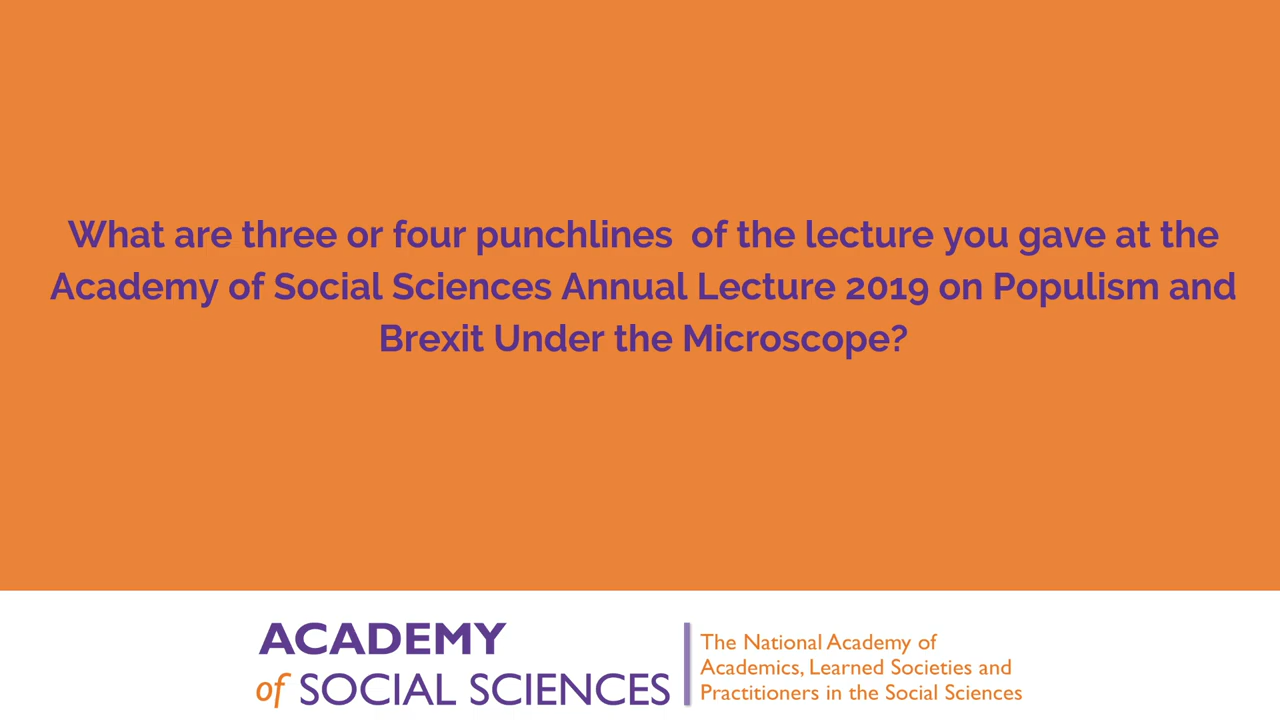 What are three or four punchlines  of the lecture you gave at the
Academy of Social Sciences Annual Lecture 2019 on Populism and
Brexit Under the Microscope?
ACADEMY
of SOCIAL SCIENCES
The National Academy of
Academics, Learned Societies and
Practitioners in the Social Sciences